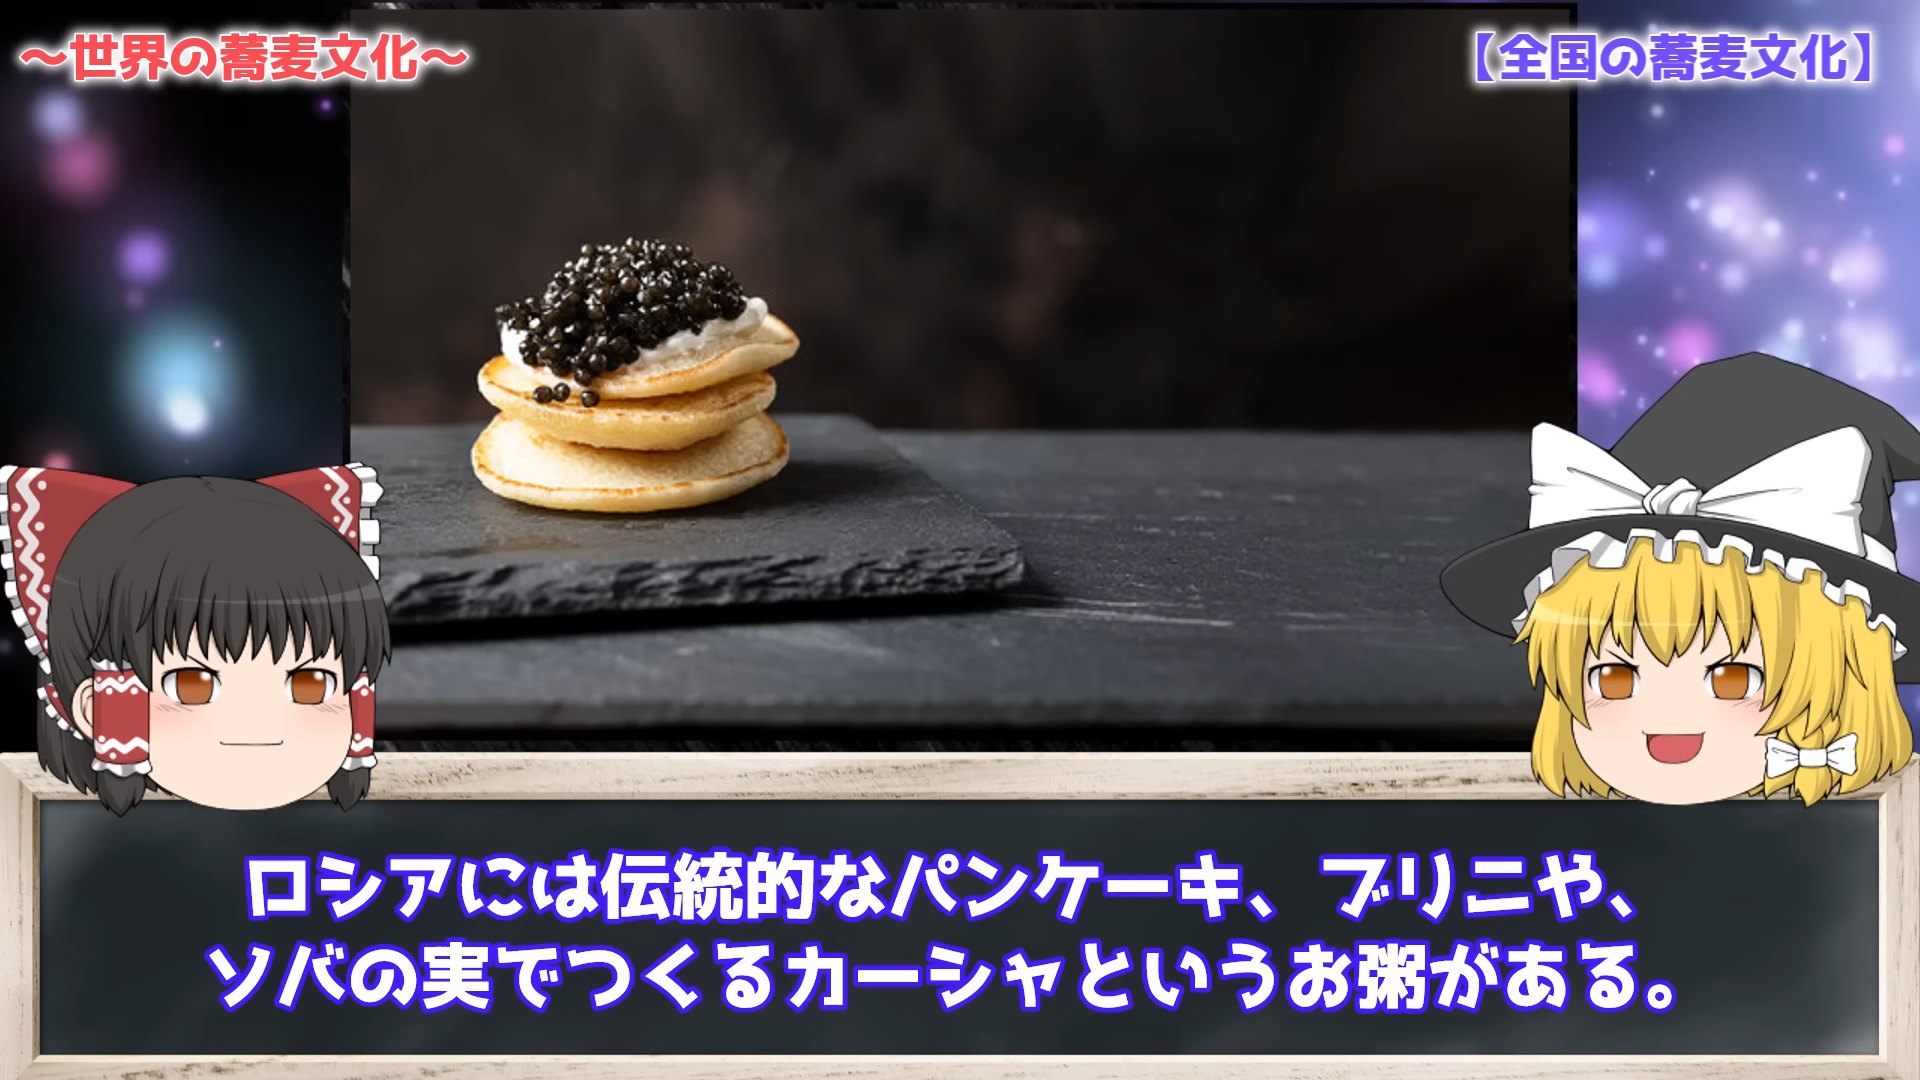 ～世界の蕎麦文化～
【全国の蕎麦文化】
ロシアには伝統的なパンケーキ、ブリニや、
ソバの実でつくるカーシャというお粥がある。